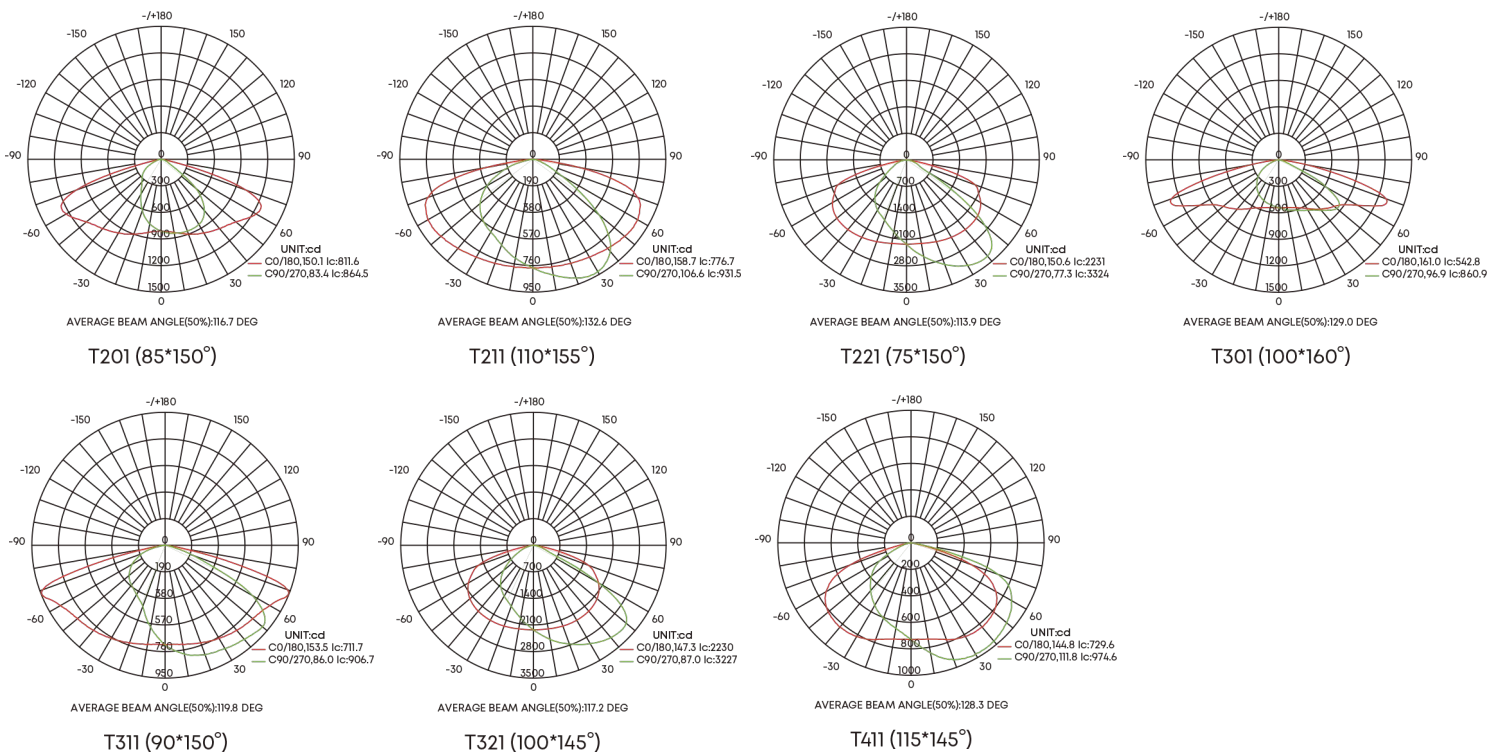 -/+180
-150 150
-120 120
-90 90
-60 60
-30 30
0
0
300
600
900
1200
1500
UNIT:cd
C0/180,150.1 Ic:811.6
C90/270,83.4 Ic:864.5
AVERAGE BEAM ANGLE(50%):116.7 DEG
T201 (85*150°)
-/+180
-150 150
-120 120
-90 90
-60 60
-30 30
0
0
190
380
570
760
950
UNIT:cd
C0/180,158.7 Ic:776.7
C90/270,106.6 Ic:931.5
AVERAGE BEAM ANGLE(50%):132.6 DEG
T211 (110*155°)
-/+180
-150 150
-120 120
-90 90
-60 60
-30 30
0
0
700
1400
2100
2800
3500
UNIT:cd
C0/180,150.6 Ic:2231
C90/270,77.3 Ic:3324
AVERAGE BEAM ANGLE(50%):113.9 DEG
T221 (75*150°)
-/+180
-150 150
-120 120
-90 90
-60 60
-30 30
0
0
300
600
900
1200
1500
UNIT:cd
C0/180,161.0 Ic:542.8
C90/270,96.9 Ic:860.9
AVERAGE BEAM ANGLE(50%):129.0 DEG
T301 (100*160°)
-/+180
-150 150
-120 120
-90 90
-60 60
-30 30
0
0
190
380
570
760
950
UNIT:cd
C0/180,153.5 Ic:711.7
C90/270,86.0 Ic:906.7
AVERAGE BEAM ANGLE(50%):119.8 DEG
T311 (90*150°)
-/+180
-150 150
-120 120
-90 90
-60 60
-30 30
0
0
700
1400
2100
2800
3500
UNIT:cd
C0/180,147.3 Ic:2230
C90/270,87.0 Ic:3227
AVERAGE BEAM ANGLE(50%):117.2 DEG
T321 (100*145°)
-/+180
-150 150
-120 120
-90 90
-60 60
-30 30
0
0
200
400
600
800
1000
UNIT:cd
C0/180,144.8 Ic:729.6
C90/270,111.8 Ic:974.6
AVERAGE BEAM ANGLE(50%):128.3 DEG
T411 (115*145°)